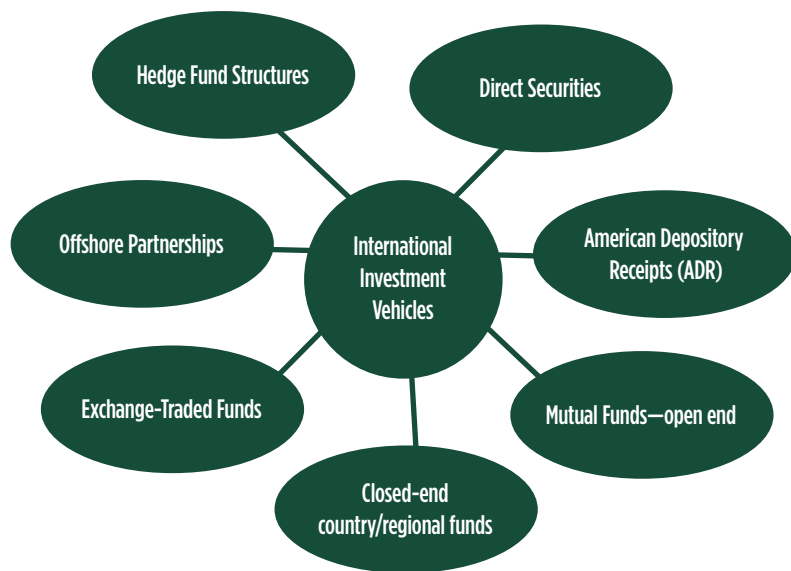 Hedge Fund Structures
Direct Securities
Offshore Partnerships
International
Investment
Vehicles
American Depository
Receipts (ADR)
Exchange-Traded Funds
Mutual Funds—open end
Closed-end
country/regional funds